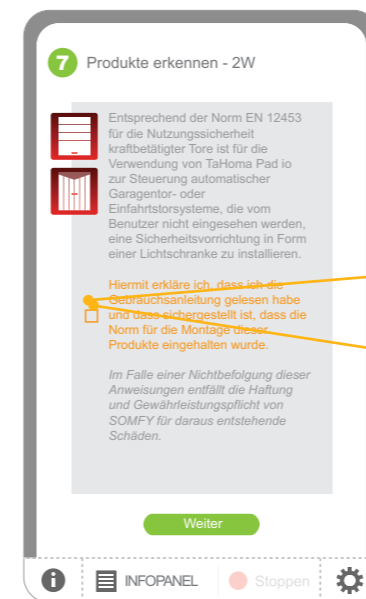 7 Produkte erkennen - 2W
Entsprechend der Norm EN 12453
für die Nutzungssicherheit
kraftbetätigter Tore ist für die
Verwendung von TaHoma Pad io
zur Steuerung automatischer
Garagentor- oder
Einfahrtstorsysteme, die vom
Benutzer nicht eingesehen werden,
eine Sicherheitsvorrichtung in Form
einer Lichtschranke zu installieren.
Hiermit erkläre ich, dass ich die
Gebrauchsanleitung gelesen habe
und dass sichergestellt ist, dass die
Norm für die Montage dieser
Produkte eingehalten wurde.
Im Falle einer Nichtbefolgung dieser
Anweisungen entfällt die Haftung
und Gewährleistungspflicht von
SOMFY für daraus entstehende
Schäden.
Weiter
INFOPANEL Stoppen